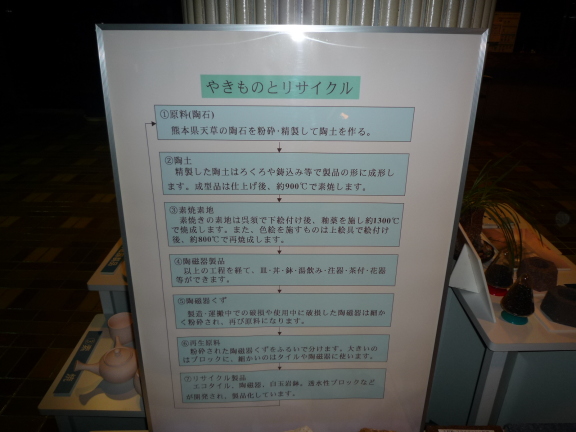 やきものとリサイクル
①原料(陶石)
熊本県天草の陶石を粉砕・精製して陶土を作る。
②陶土
精製した陶土はろくろや鋳込み等で製品の形に成形し
ます。成型品は仕上げ後、約900℃で素焼します。
③素焼素地
素焼きの素地は呉須で下絵付け後、釉薬を施し約1300℃
で焼成します。また、色絵を施すものは上絵具で絵付け
後、約800℃で再焼成します。
④陶磁器製品
以上の工程を経て、皿・丼・鉢・湯飲み・注器・茶付・花器
等ができます。
⑤陶磁器くず
製造・運搬中での破損や使用中に破損した陶磁器は細か
く粉砕され、再び原料になります。
⑥再生原料
粉砕された陶磁器くずをふるいで分けます。大きいの
はブロックに、細かいのはタイルや陶磁器に使います。
⑦リサイクル製品
エコタイル、陶磁器、白玉岩緑、透水性ブロックなど
が開発され、製品化しています。